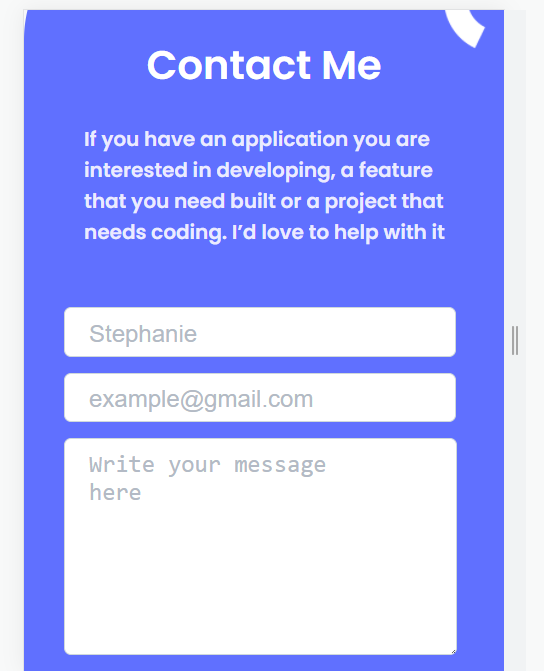 Contact Me
If you have an application you are
interested in developing, a feature
that you need built or a project that
needs coding. I’d love to help with it
Stephanie
example@gmail.com
Write your message
here